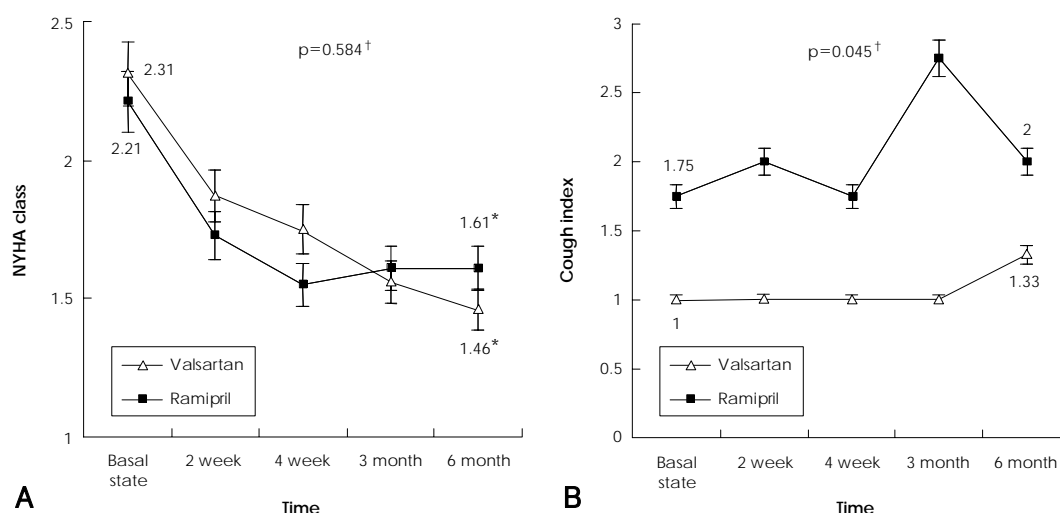 2.5
2
1.5
1
NYHA class
p=0.584†
2.31
2.21
1.61*
1.46*
Valsartan
Ramipril
Basal state
2 week
4 week
3 month
6 month
Time
A
3
2.5
2
1.5
1
0.5
0
Cough index
p=0.045†
1.75
2
1
1.33
Valsartan
Ramipril
Basal state
2 week
4 week
3 month
6 month
Time
B